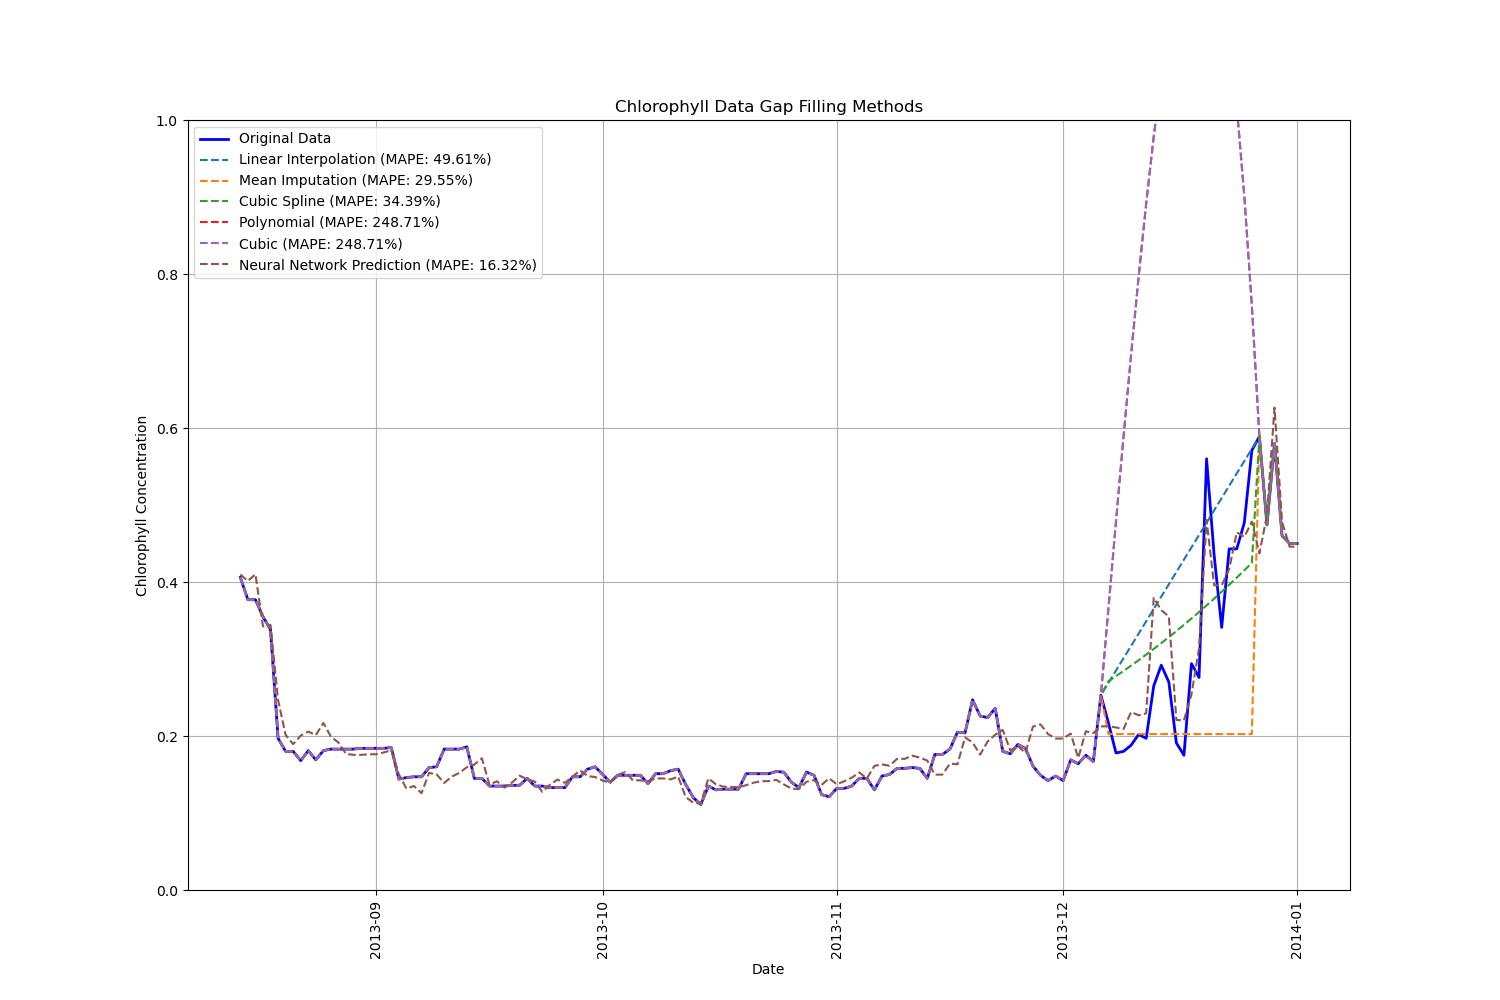 Chlorophyll Data Gap Filling Methods
1.0
0.8
0.6
0.4
0.2
0.0
Chlorophyll Concentration
Original Data
Linear Interpolation (MAPE: 49.61%)
Mean Imputation (MAPE: 29.55%)
Cubic Spline (MAPE: 34.39%)
Polynomial (MAPE: 248.71%)
Cubic (MAPE: 248.71%)
Neural Network Prediction (MAPE: 16.32%)
2013-09
2013-10
2013-11
2013-12
2014-01
Date